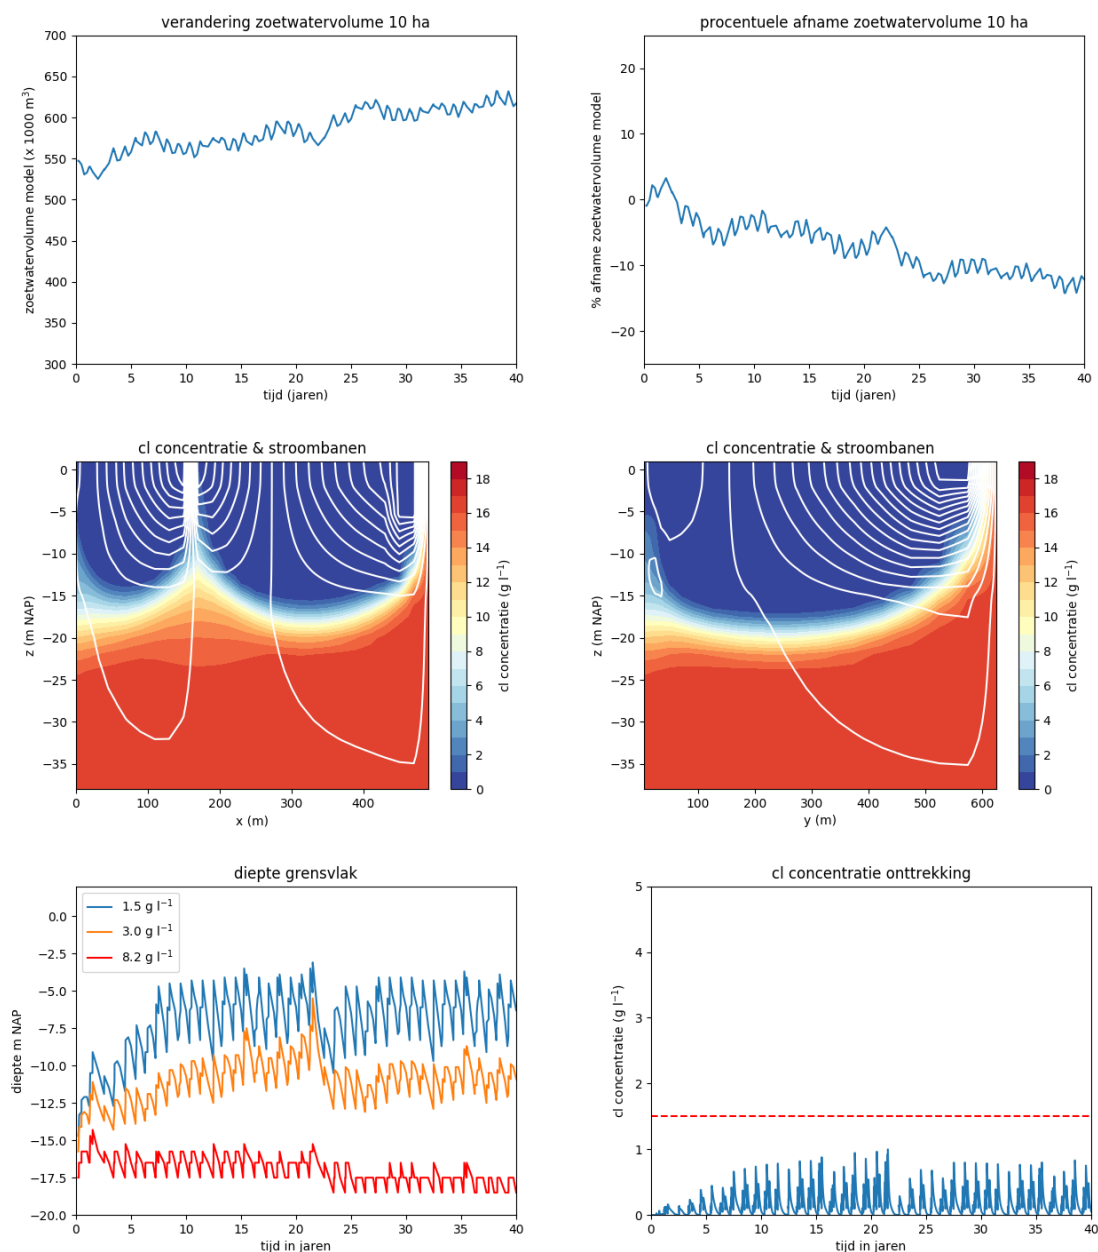 verandering zoetwatervolume 10 ha
700
650
600
550
500
450
400
350
300
zoetwatervolume model (x 1000 m³)
0 5 10 15 20 25 30 35 40
tijd (jaren)
procentuele afname zoetwatervolume 10 ha
20
10
0
−10
−20
% afname zoetwatervolume model
0 5 10 15 20 25 30 35 40
tijd (jaren)
cl concentratie & stroombanen
0
−5
−10
−15
−20
−25
−30
−35
z (m NAP)
0 100 200 300 400
x (m)
18
16
14
12
10
8
6
4
2
0
cl concentratie (g l⁻¹)
cl concentratie & stroombanen
0
−5
−10
−15
−20
−25
−30
−35
z (m NAP)
100 200 300 400 500 600
y (m)
18
16
14
12
10
8
6
4
2
0
cl concentratie (g l⁻¹)
diepte grensvlak
1.5 g l⁻¹
3.0 g l⁻¹
8.2 g l⁻¹
0.0
−2.5
−5.0
−7.5
−10.0
−12.5
−15.0
−17.5
−20.0
diepte m NAP
0 5 10 15 20 25 30 35 40
tijd in jaren
cl concentratie onttrekking
5
4
3
2
1
0
cl concentratie (g l⁻¹)
0 5 10 15 20 25 30 35 40
tijd in jaren